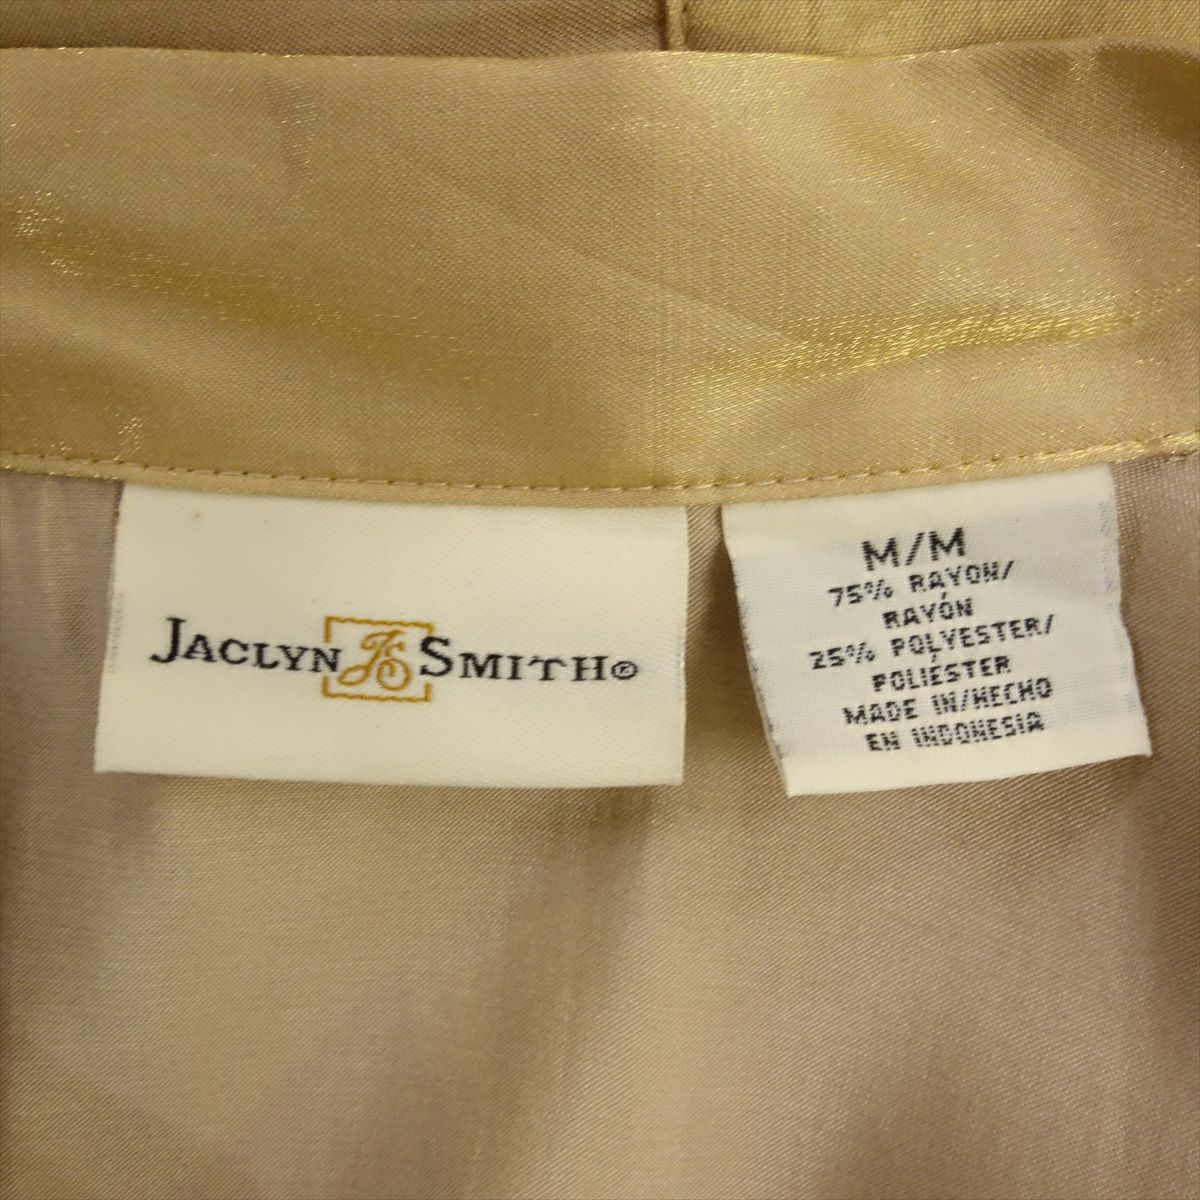 JACLYN JS SMITH®
M/M
75% RAYON/
RAYÓN
25% POLYESTER/
POLIÉSTER
MADE IN/HECHO
EN INDONESIA